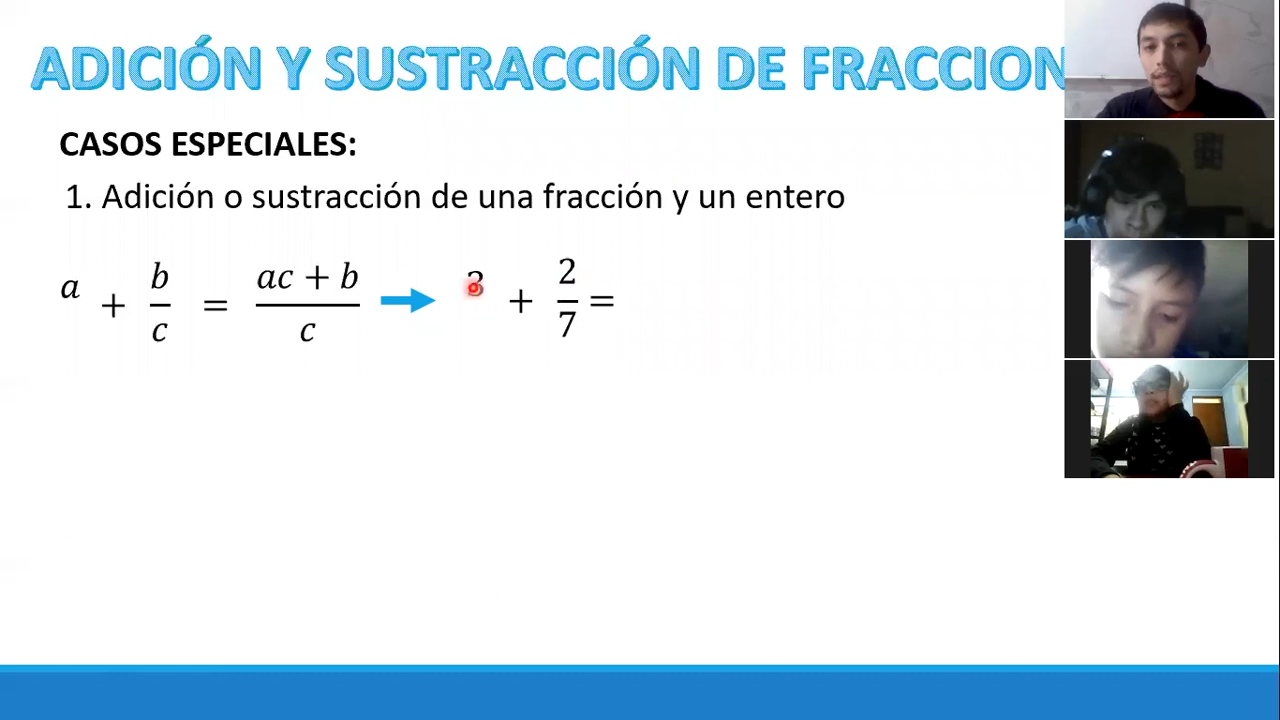 ADICIÓN Y SUSTRACCIÓN DE FRACCION
CASOS ESPECIALES:
1. Adición o sustracción de una fracción y un entero
a + b/c = (ac + b)/c → 3 + 2/7 =